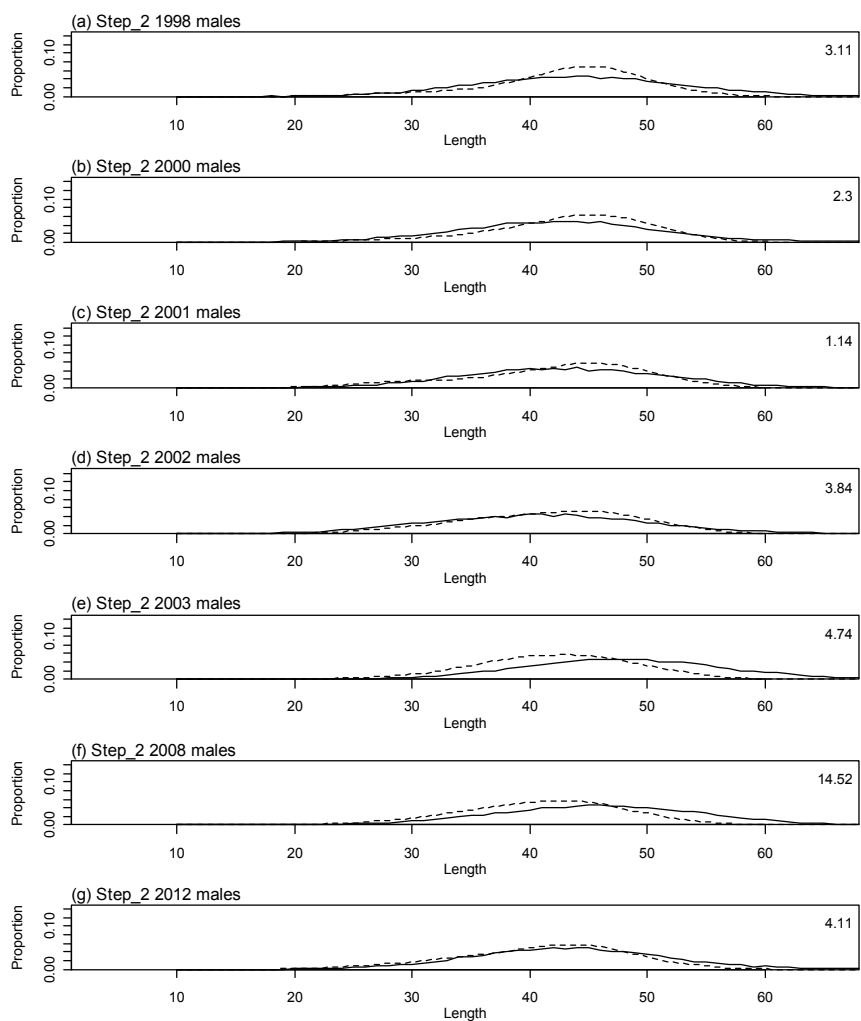 (a) Step_2 1998 males
3.11
Proportion
0.00 0.10
10 20 30 40 50 60
Length
(b) Step_2 2000 males
2.3
Proportion
0.00 0.10
10 20 30 40 50 60
Length
(c) Step_2 2001 males
1.14
Proportion
0.00 0.10
10 20 30 40 50 60
Length
(d) Step_2 2002 males
3.84
Proportion
0.00 0.10
10 20 30 40 50 60
Length
(e) Step_2 2003 males
4.74
Proportion
0.00 0.10
10 20 30 40 50 60
Length
(f) Step_2 2008 males
14.52
Proportion
0.00 0.10
10 20 30 40 50 60
Length
(g) Step_2 2012 males
4.11
Proportion
0.00 0.10
10 20 30 40 50 60
Length